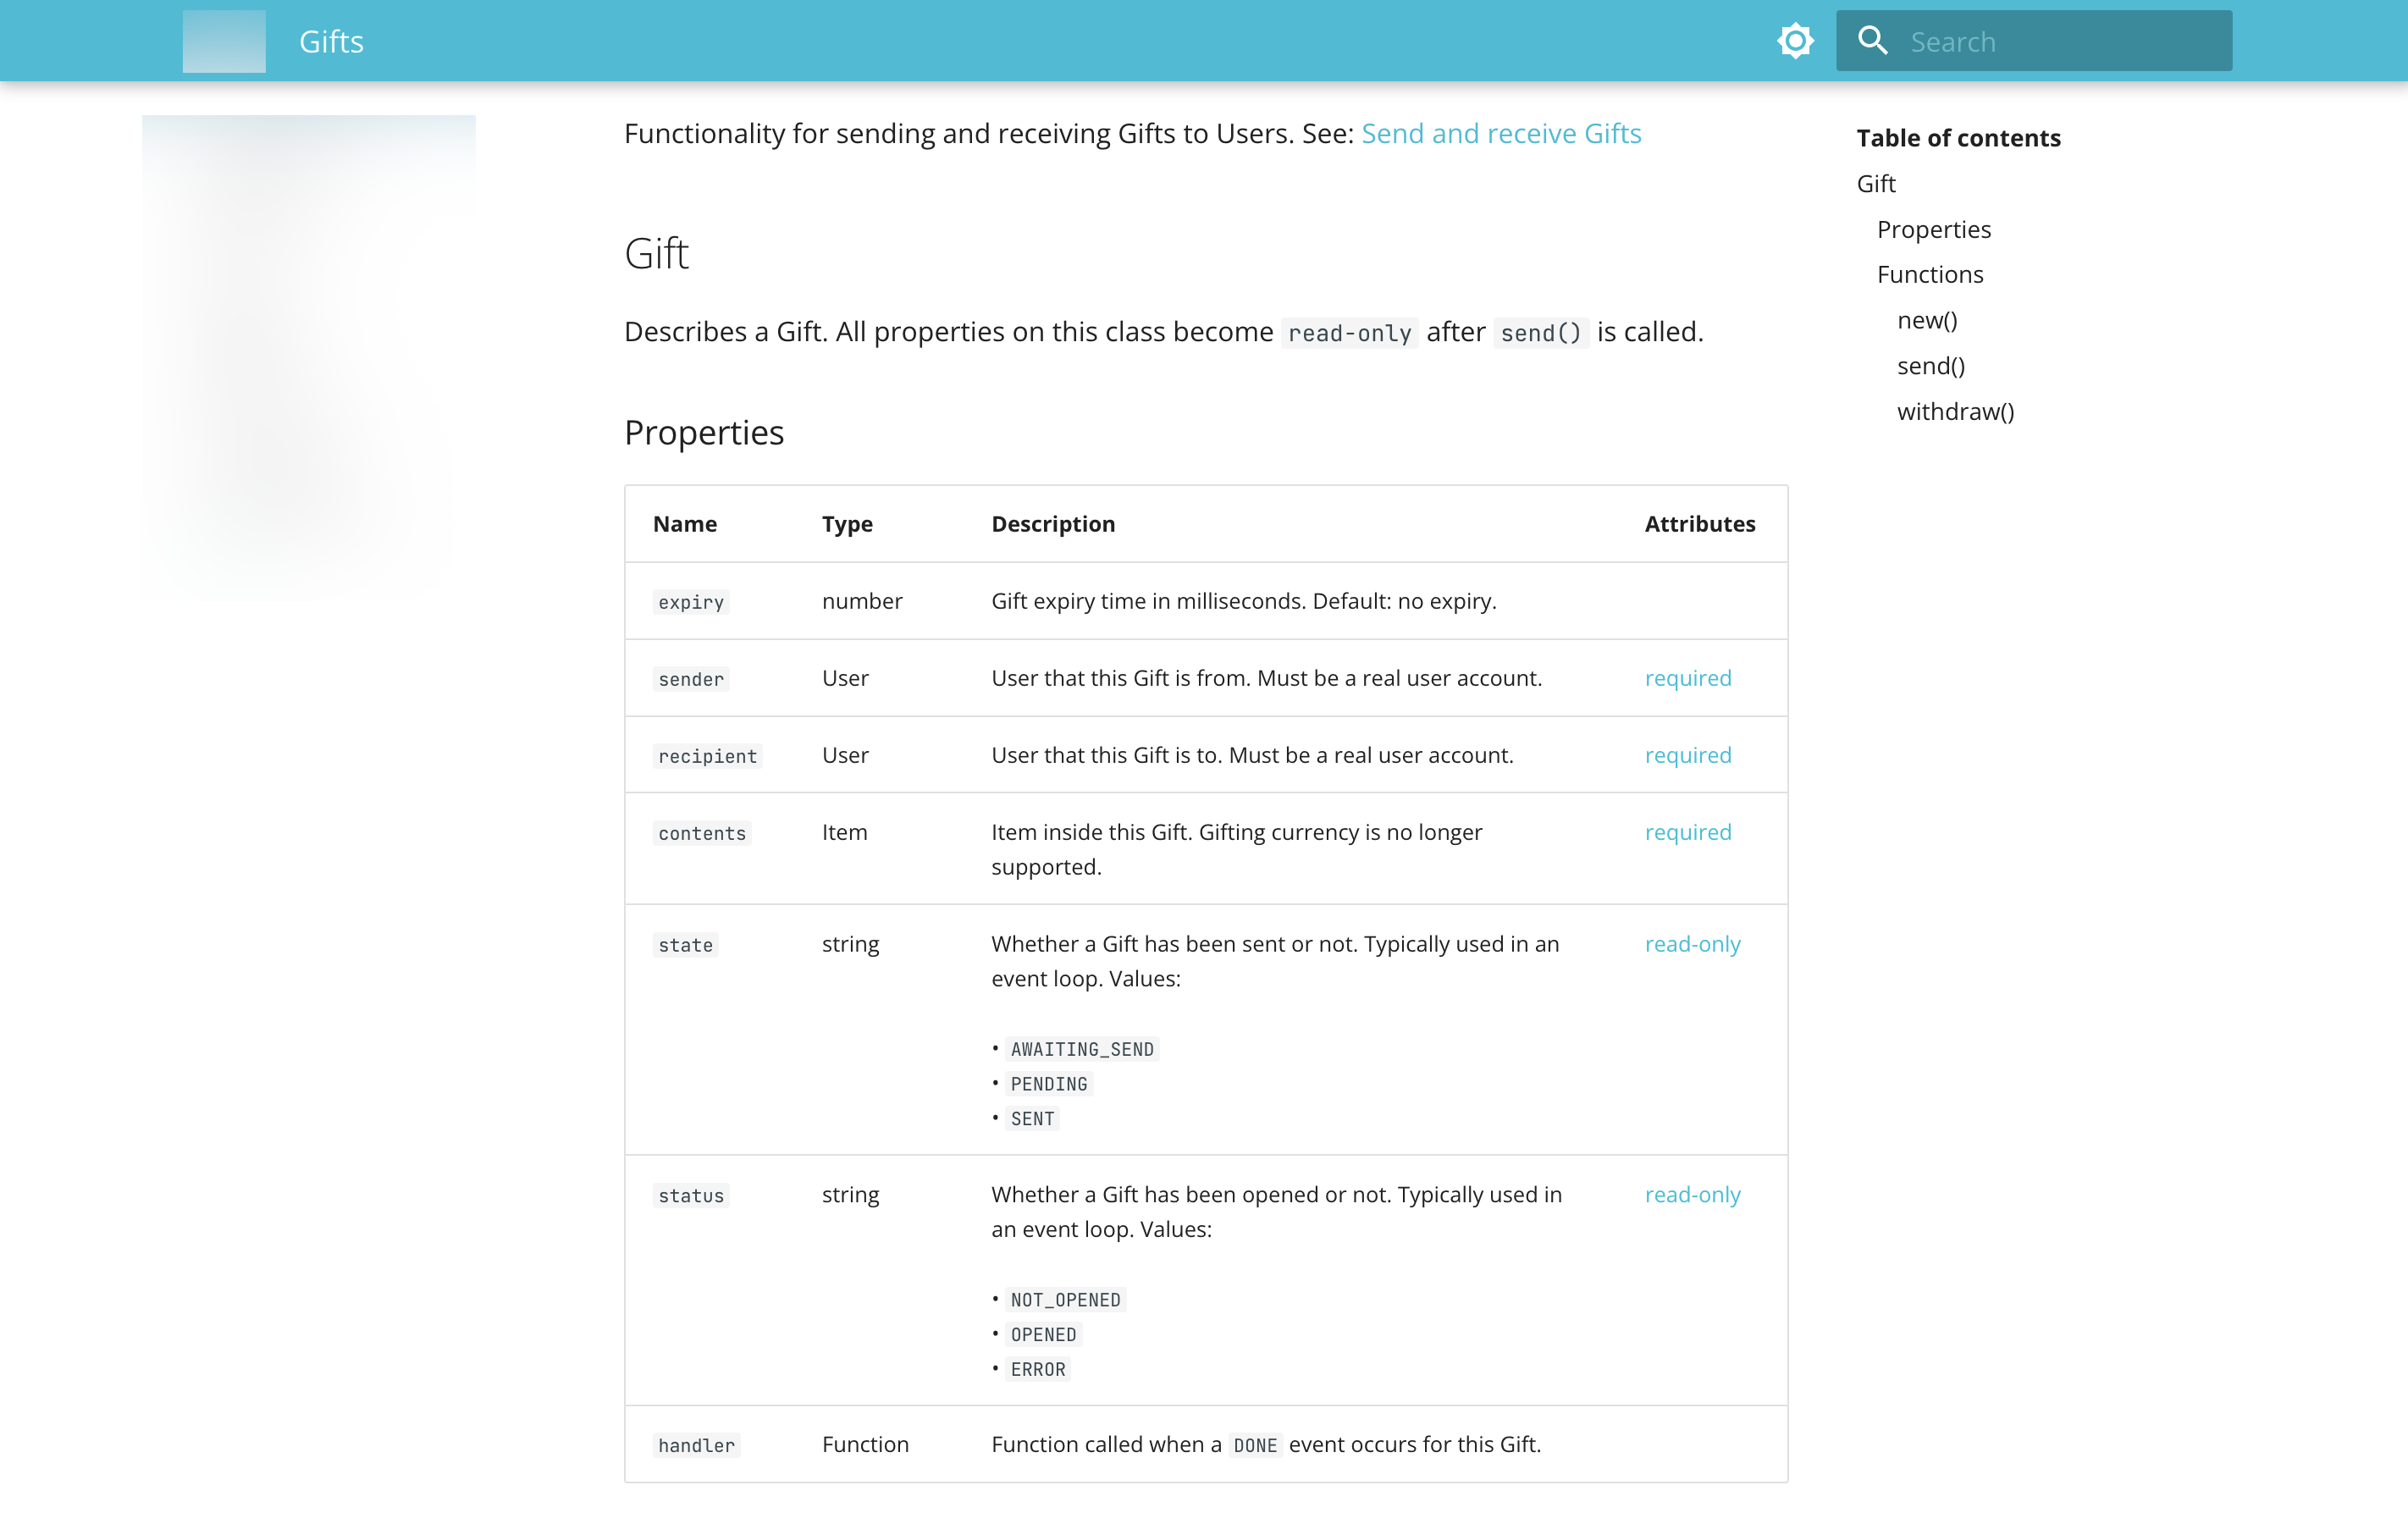 Gifts
Search
Functionality for sending and receiving Gifts to Users. See: Send and receive Gifts
Gift
Describes a Gift. All properties on this class become read-only after send() is called.
Properties
Name Type Description Attributes
expiry number Gift expiry time in milliseconds. Default: no expiry.
sender User User that this Gift is from. Must be a real user account. required
recipient User User that this Gift is to. Must be a real user account. required
contents Item Item inside this Gift. Gifting currency is no longer required
supported.
state string Whether a Gift has been sent or not. Typically used in an read-only
event loop. Values:
• AWAITING_SEND
• PENDING
• SENT
status string Whether a Gift has been opened or not. Typically used in read-only
an event loop. Values:
• NOT_OPENED
• OPENED
• ERROR
handler Function Function called when a DONE event occurs for this Gift.
Table of contents
Gift
Properties
Functions
new()
send()
withdraw()